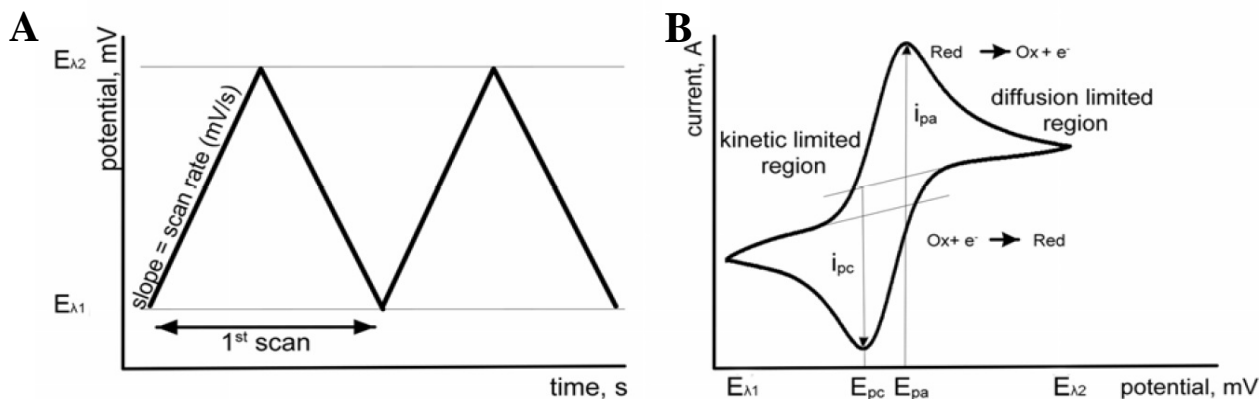 A
potential, mV
Eλ2
Eλ1
slope = scan rate (mV/s)
1st scan
time, s
B
current, A
Red → Ox + e-
ipa
diffusion limited
region
kinetic limited
region
Ox+ e- → Red
ipc
Eλ1
Epc
Epa
Eλ2
potential, mV